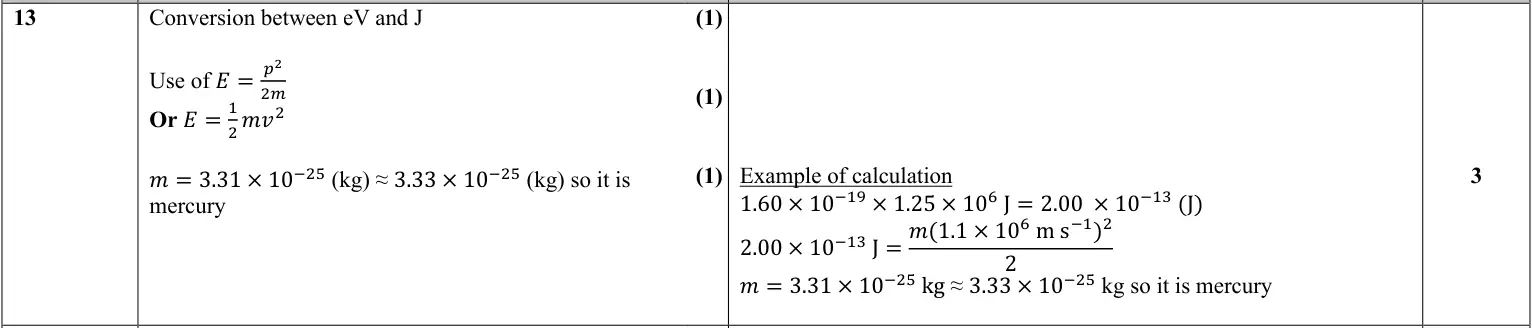 13 Conversion between eV and J (1)
Use of 𝐸 = 𝑝²/2𝑚
(1)
Or 𝐸 = ½𝑚𝑣²
𝑚 = 3.31 × 10⁻²⁵ (kg) ≈ 3.33 × 10⁻²⁵ (kg) so it is (1)
mercury
Example of calculation
3
1.60 × 10⁻¹⁹ × 1.25 × 10⁶ J = 2.00 × 10⁻¹³ (J)
2.00 × 10⁻¹³ J = 𝑚(1.1 × 10⁶ m s⁻¹)²/2
𝑚 = 3.31 × 10⁻²⁵ kg ≈ 3.33 × 10⁻²⁵ kg so it is mercury